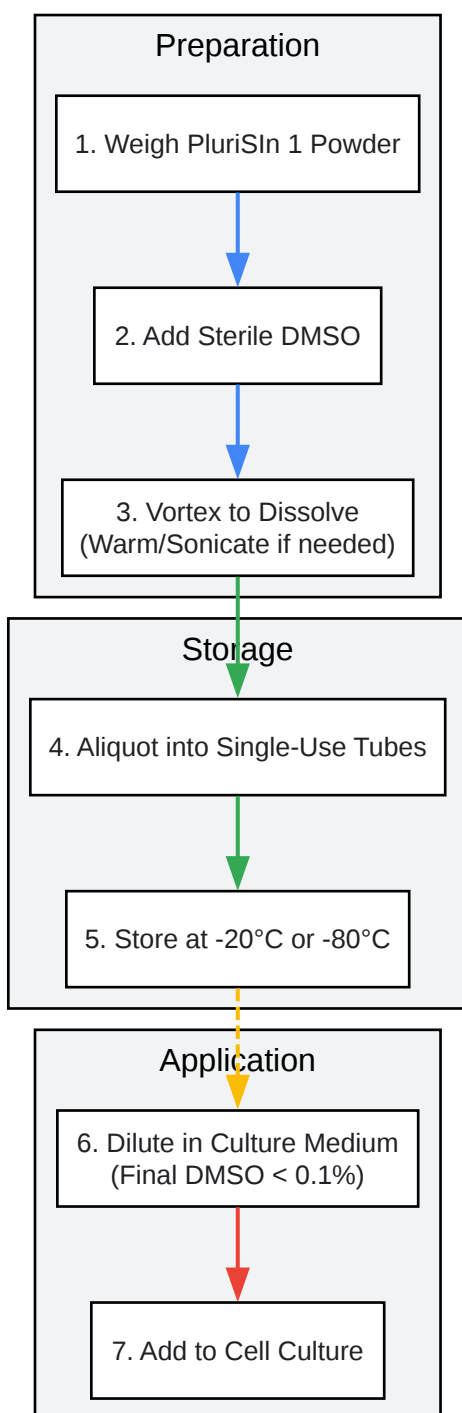 Preparation
1. Weigh PluriSIn 1 Powder
2. Add Sterile DMSO
3. Vortex to Dissolve
(Warm/Sonicate if needed)
Storage
4. Aliquot into Single-Use Tubes
5. Store at -20°C or -80°C
Application
6. Dilute in Culture Medium
(Final DMSO < 0.1%)
7. Add to Cell Culture